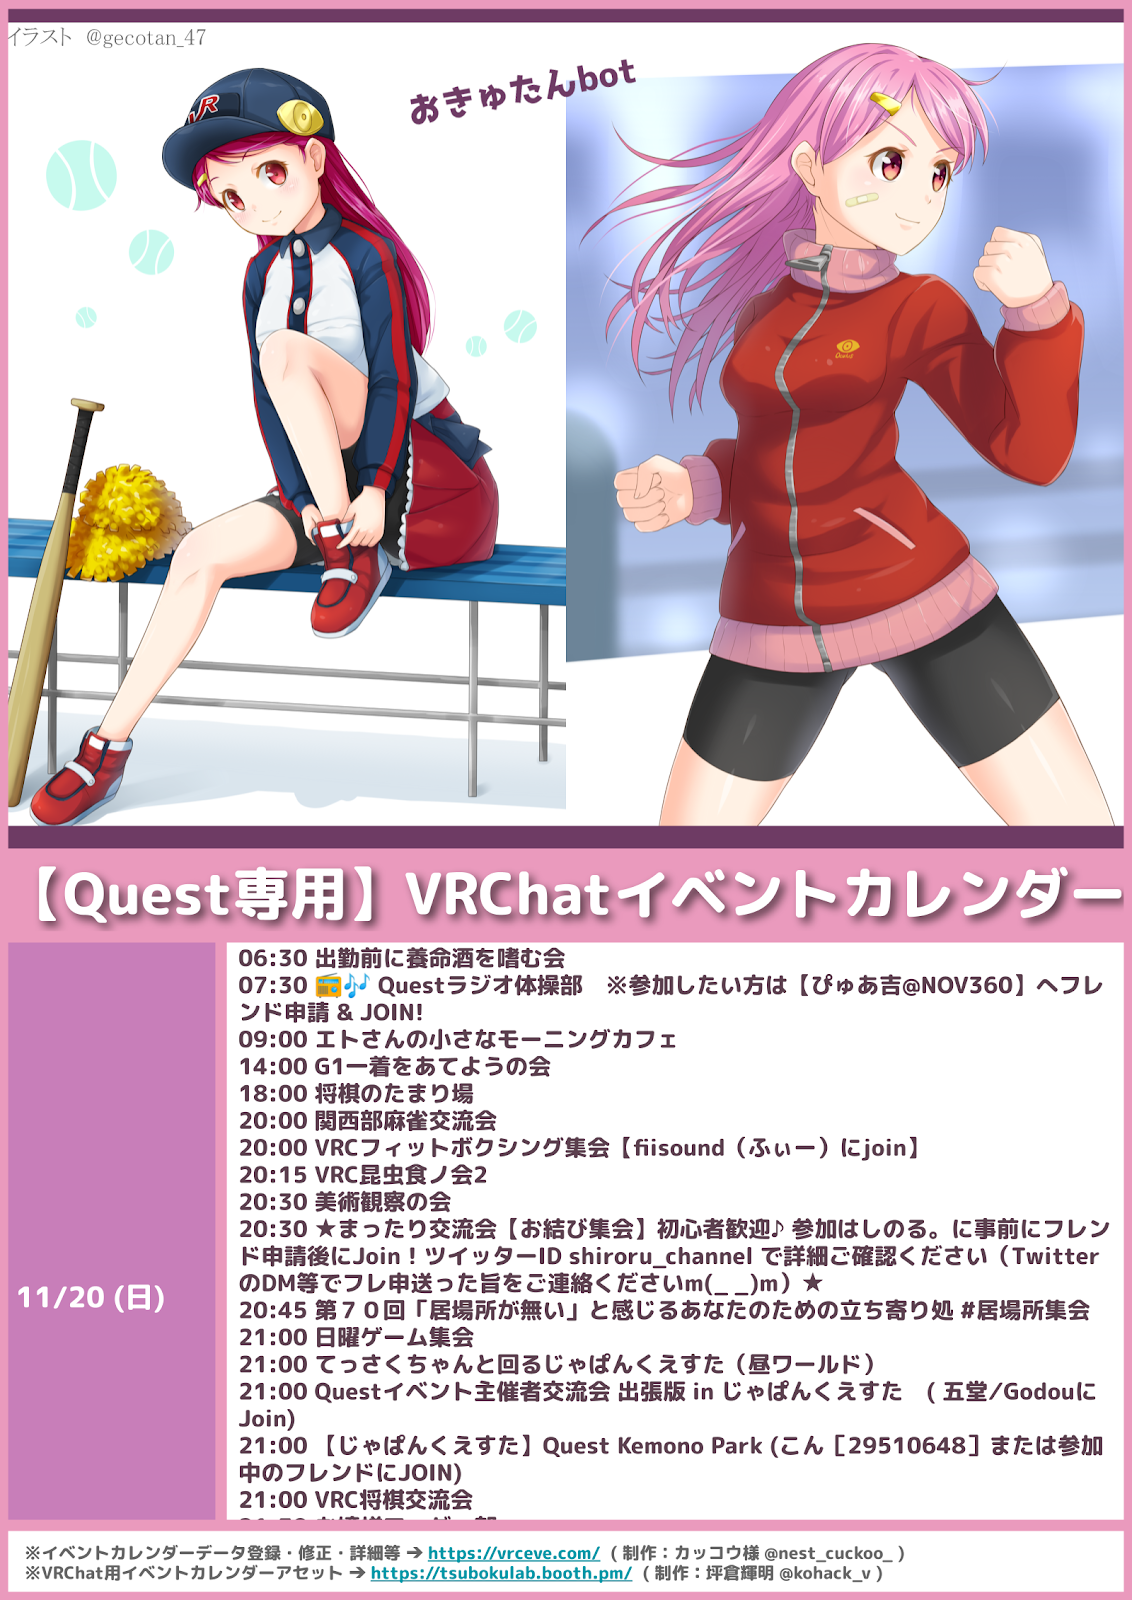 イラスト @gecotan_47
おきゅたんbot
VR
Quest
【Quest専用】VRChatイベントカレンダー
06:30 出勤前に養命酒を嗜む会
07:30 📻🎶 Questラジオ体操部　※参加したい方は【ぴゅあ吉@NOV360】へフレ
ンド申請 & JOIN!
09:00 エトさんの小さなモーニングカフェ
14:00 G1一着をあてようの会
18:00 将棋のたまり場
20:00 関西部麻雀交流会
20:00 VRCフィットボクシング集会【fiisound（ふぃー）にjoin】
20:15 VRC昆虫食ノ会2
20:30 美術観察の会
20:30 ★まったり交流会【お結び集会】初心者歓迎♪ 参加はしのる。に事前にフレン
ド申請後にJoin！ツイッターID shiroru_channel で詳細ご確認ください（Twitter
のDM等でフレ申送った旨をご連絡くださいm(_ _)m）★
11/20 (日)
20:45 第７０回「居場所が無い」と感じるあなたのための立ち寄り処 #居場所集会
21:00 日曜ゲーム集会
21:00 てっさくちゃんと回るじゃぱんくえすた（昼ワールド）
21:00 Questイベント主催者交流会 出張版 in じゃぱんくえすた　( 五堂/Godouに
Join)
21:00 【じゃぱんくえすた】Quest Kemono Park (こん［29510648］または参加
中のフレンドにJOIN)
21:00 VRC将棋交流会
※イベントカレンダーデータ登録・修正・詳細等 ➔ https://vrceve.com/ （ 制作：カッコウ様 @nest_cuckoo_ ）
※VRChat用イベントカレンダーアセット ➔ https://tsubokulab.booth.pm/ （ 制作：坪倉輝明 @kohack_v ）